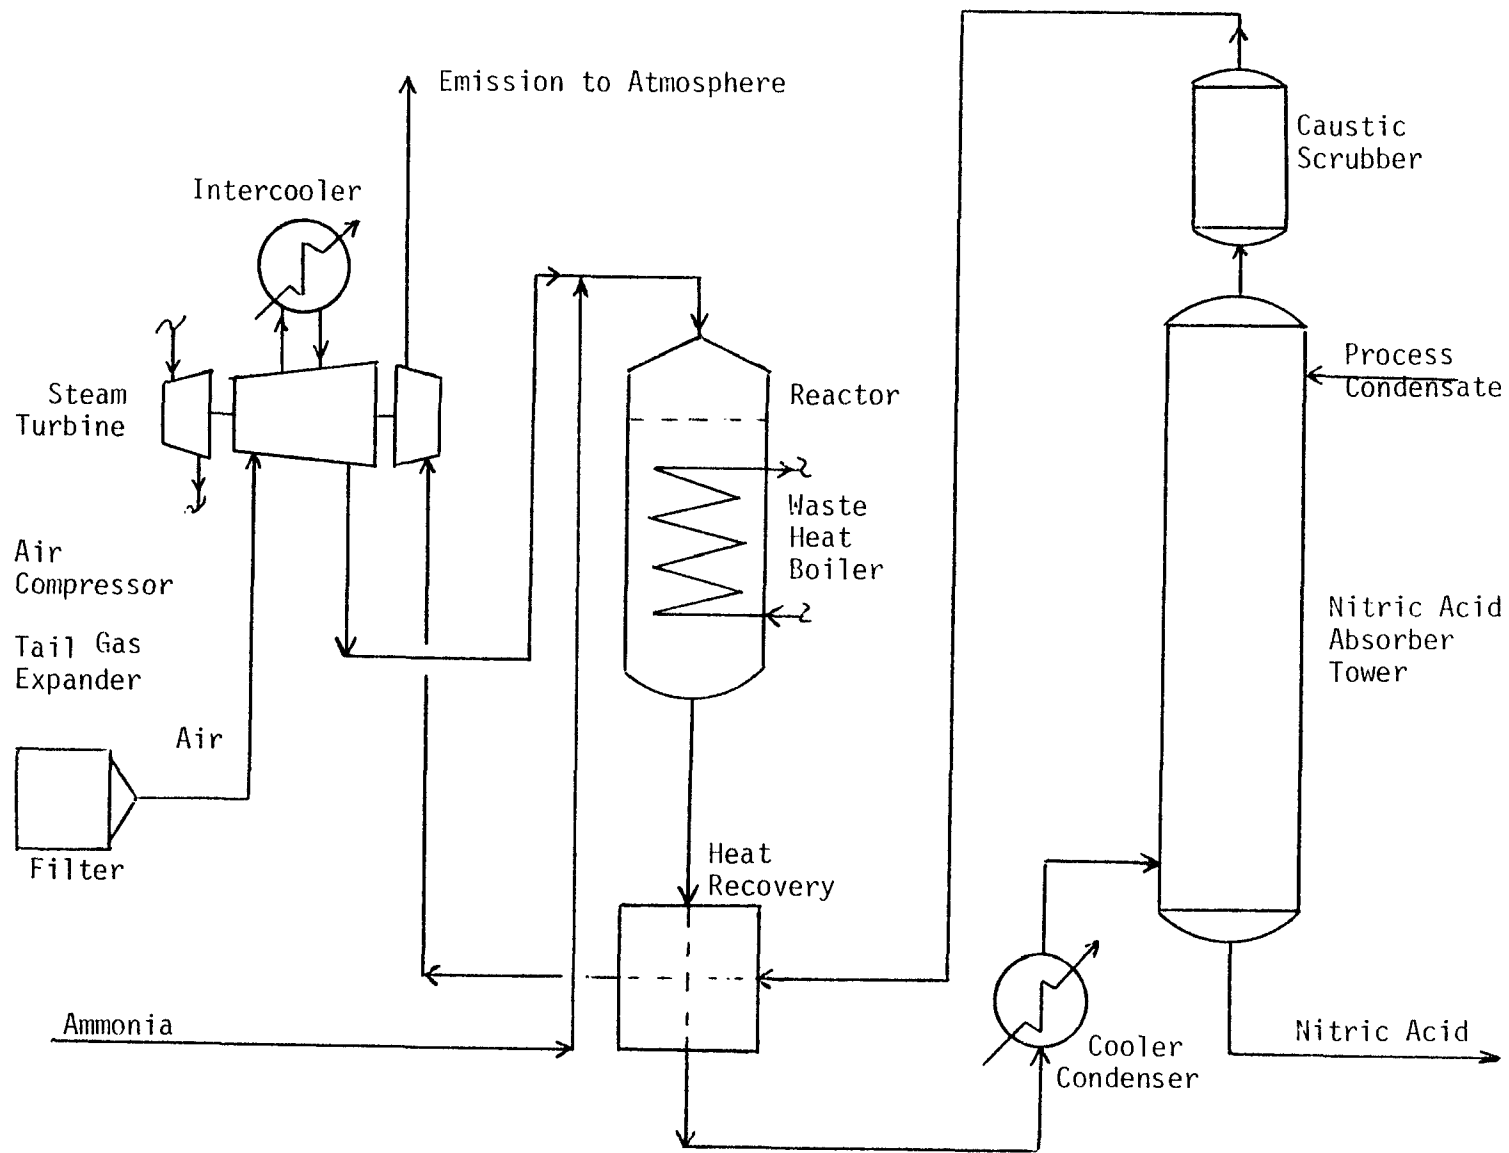 Emission to Atmosphere
Caustic
Scrubber
Intercooler
Process
Condensate
Steam
Turbine
Reactor
Waste
Heat
Boiler
Air
Compressor
Tail Gas
Expander
Nitric Acid
Absorber
Tower
Air
Filter
Heat
Recovery
Ammonia
Cooler
Condenser
Nitric Acid